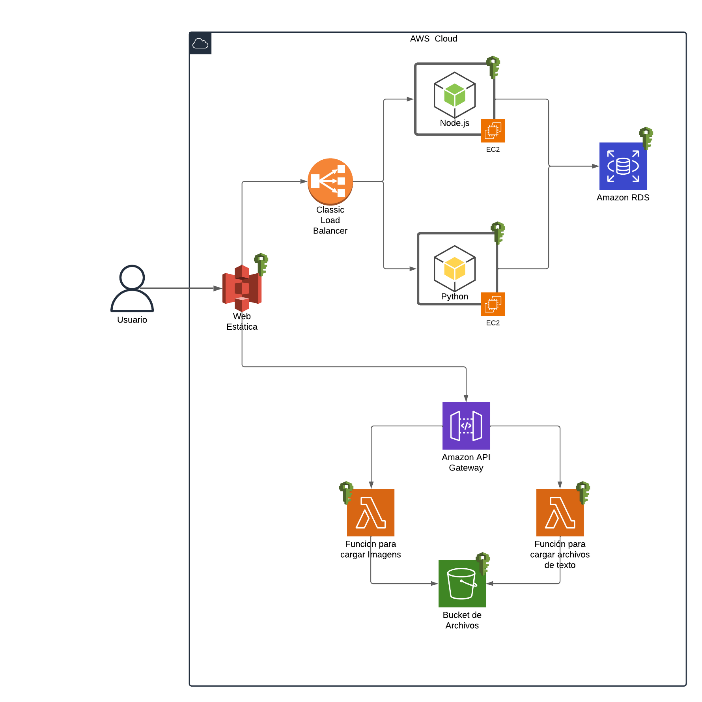 AWS Cloud
Node.js
EC2
Amazon RDS
Classic
Load
Balancer
Python
EC2
Usuario
Web
Estática
Amazon API
Gateway
Función para
cargar Imagens
Función para
cargar archivos
de texto
Bucket de
Archivos